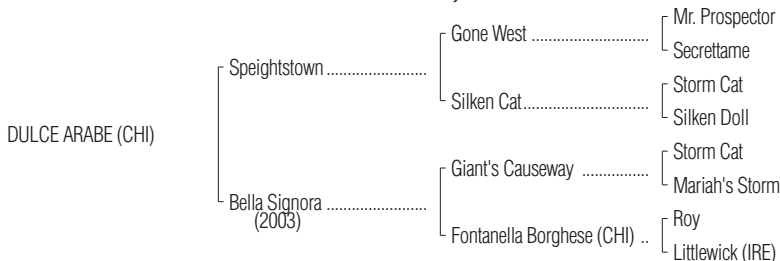 DULCE ARABE (CHI)
Speightstown ........................
Bella Signora ........................
(2003)
Gone West ............................
Silken Cat..............................
Giant's Causeway ................
Fontanella Borghese (CHI) ..
Mr. Prospector
Secrettame
Storm Cat
Silken Doll
Storm Cat
Mariah's Storm
Roy
Littlewick (IRE)